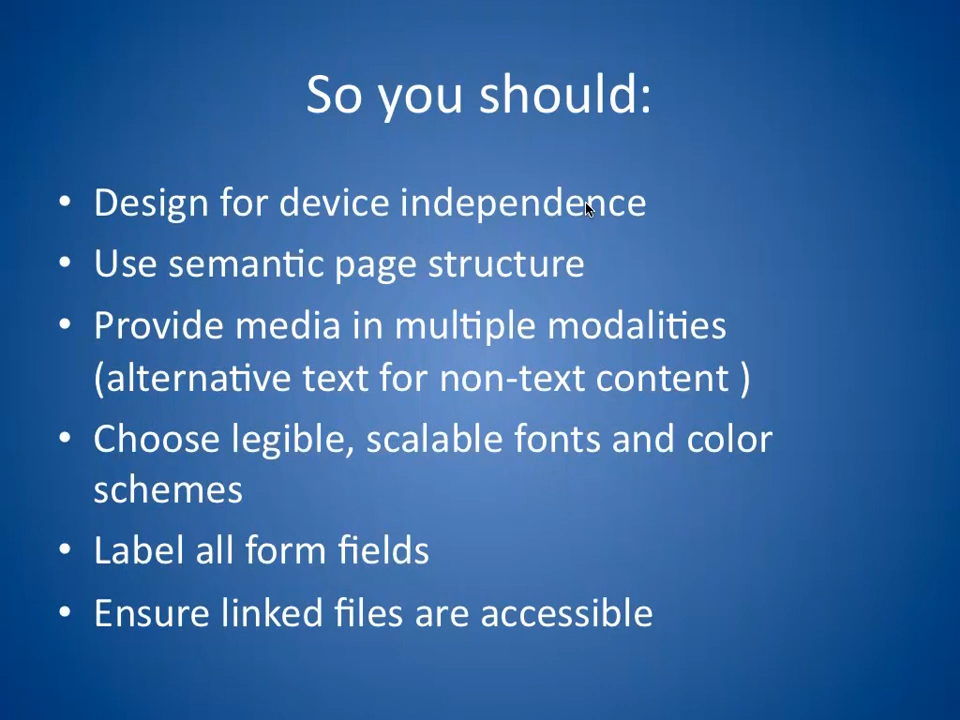 So you should:
• Design for device independence
• Use semantic page structure
• Provide media in multiple modalities
(alternative text for non-text content )
• Choose legible, scalable fonts and color
schemes
• Label all form fields
• Ensure linked files are accessible